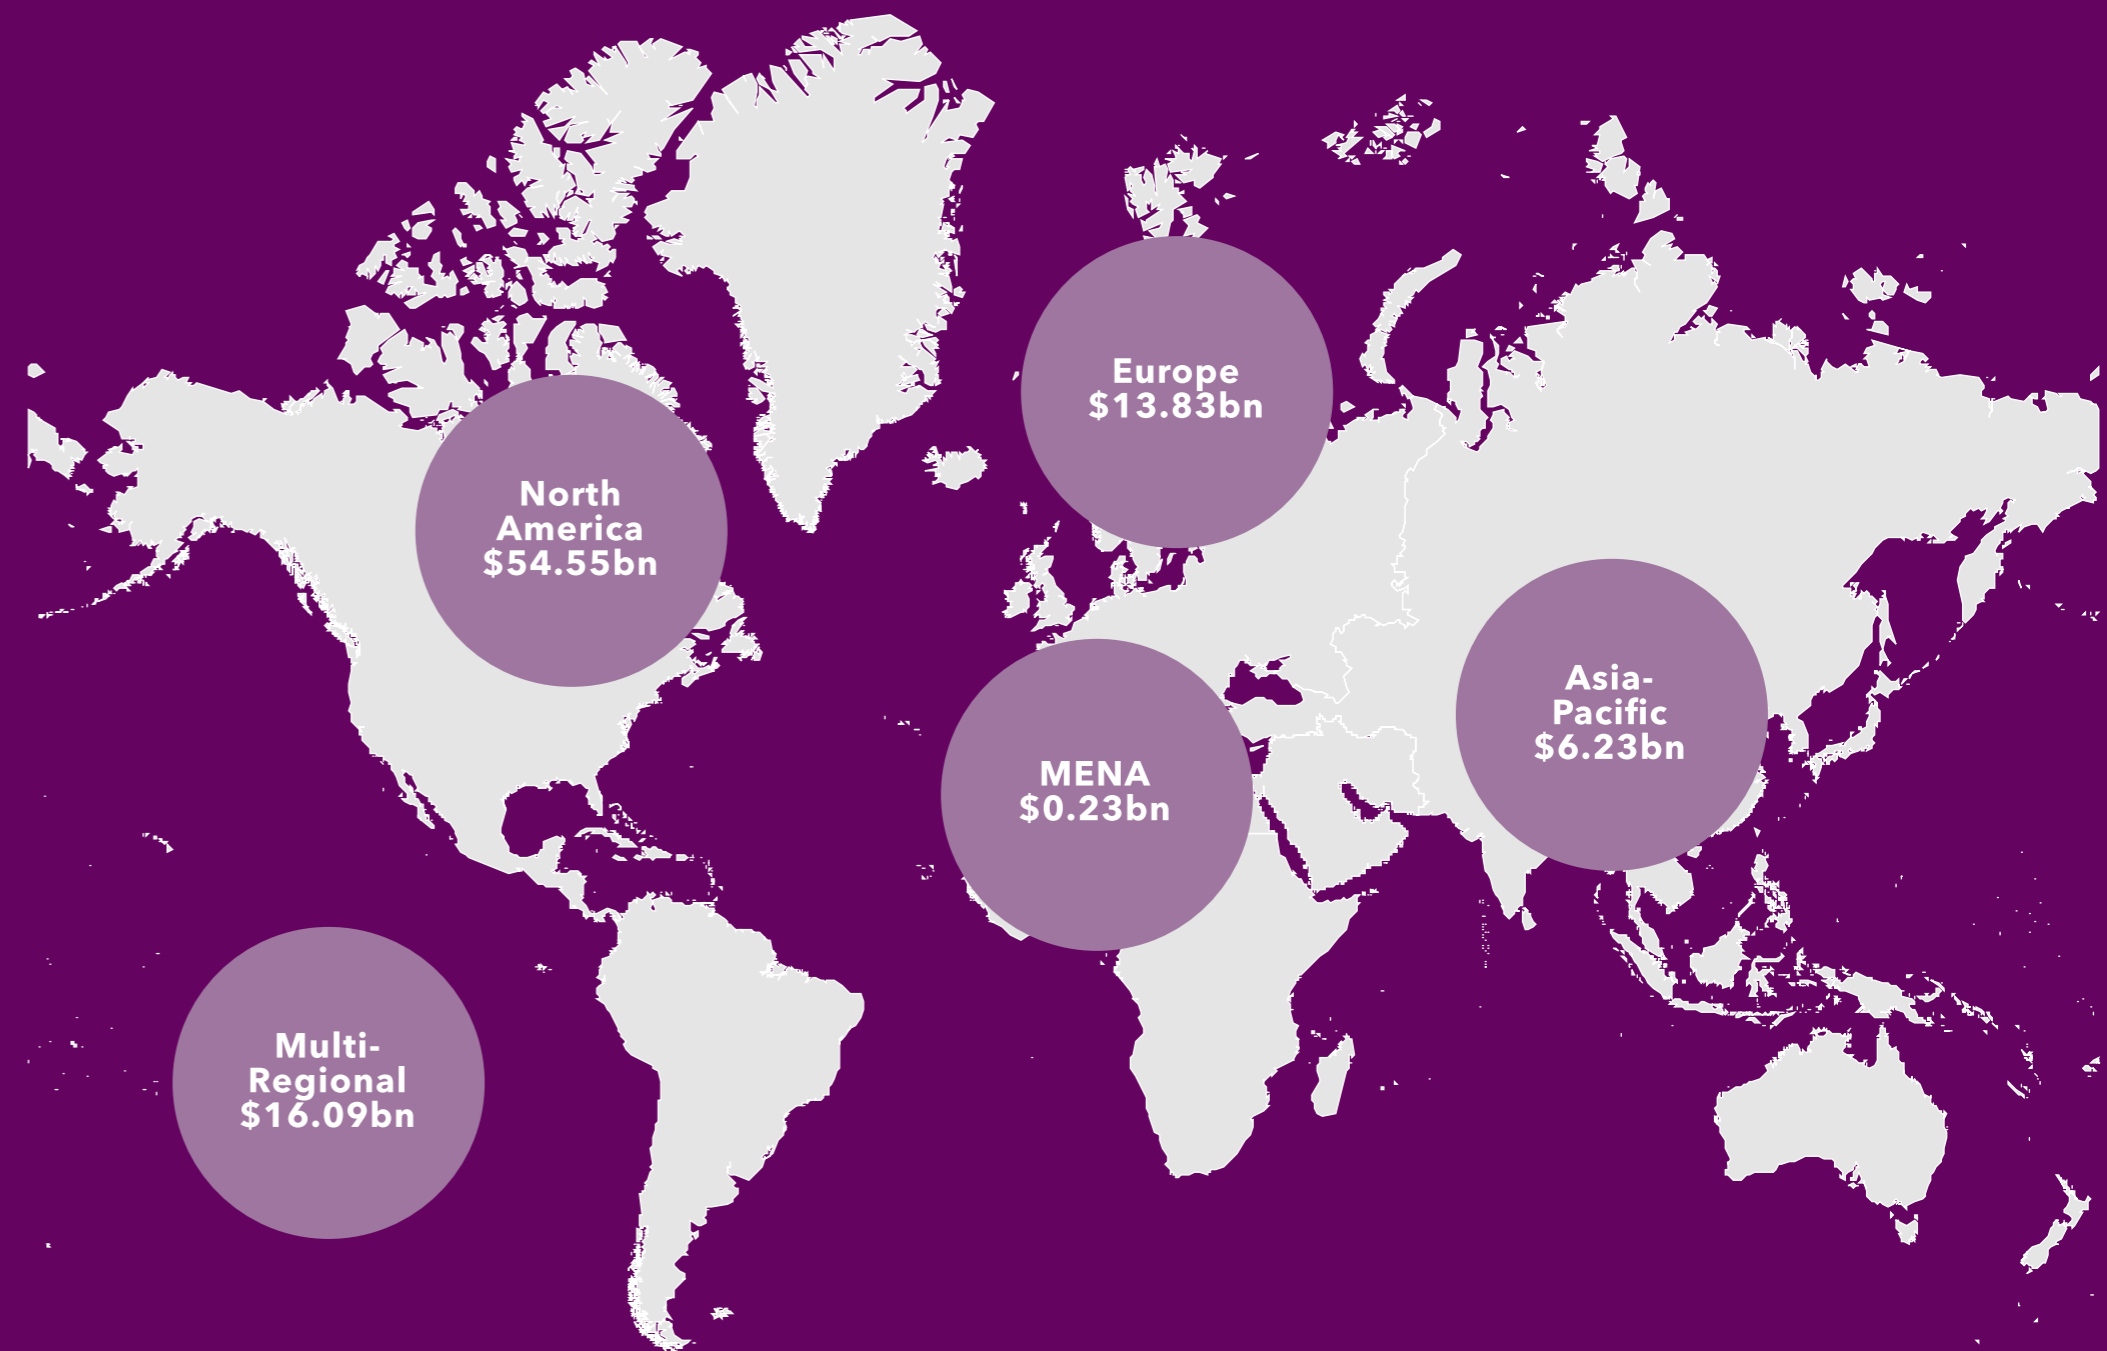 Europe
$13.83bn
North
America
$54.55bn
Asia-
Pacific
$6.23bn
MENA
$0.23bn
Multi-
Regional
$16.09bn